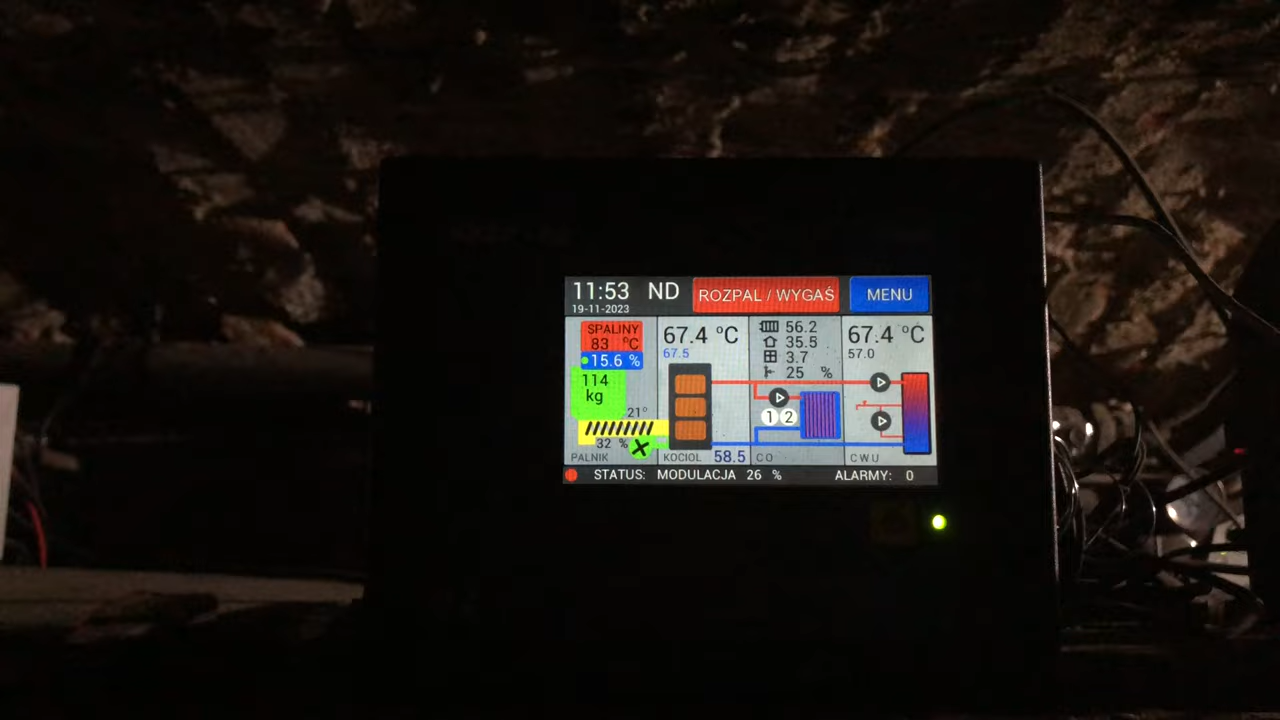 11:53 ND ROZPAL / WYGAŚ MENU
19-11-2023
SPALINY
83 °C
15.6 %
114
kg
21°
32 %
PALNIK
67.4 °C
67.5
KOCIOL 58.5
56.2
35.5
3.7
25 %
1 2
CO
67.4 °C
57.0
CWU
STATUS: MODULACJA 26 % ALARMY: 0